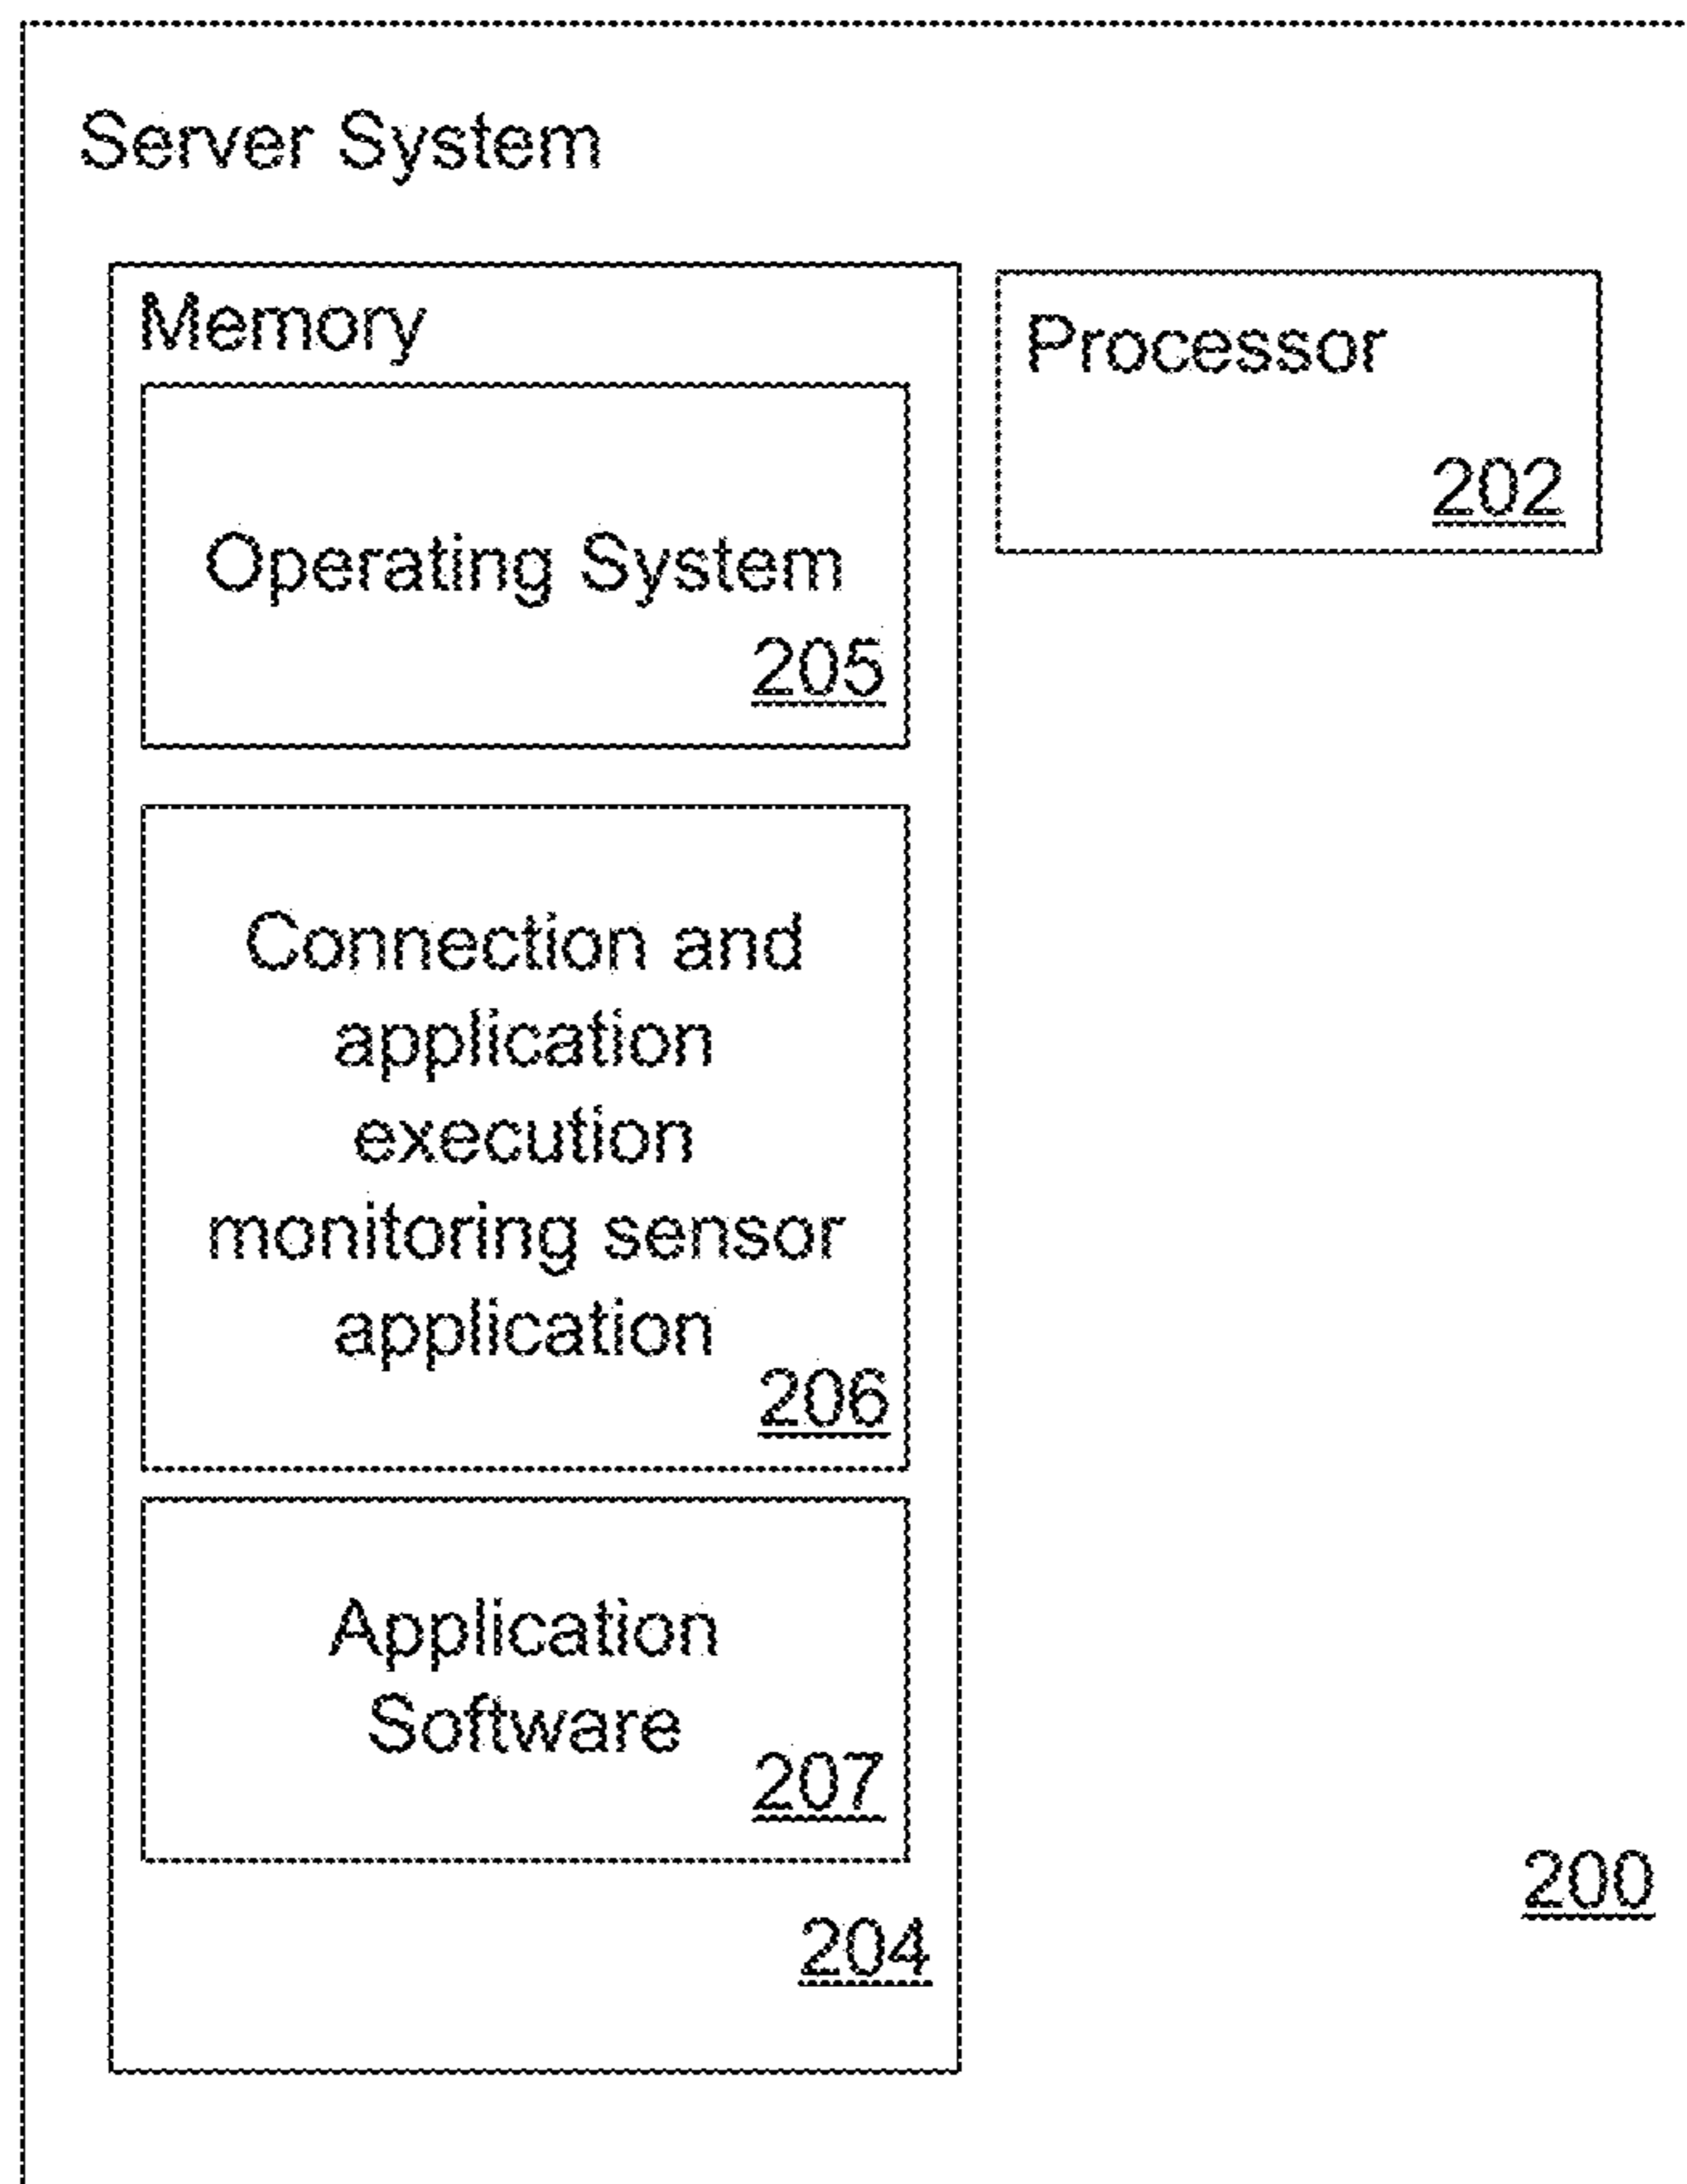 Server System
Memory
Processor
202
Operating System
205
Connection and
application
execution
monitoring sensor
application
206
Application
Software
207
204
200